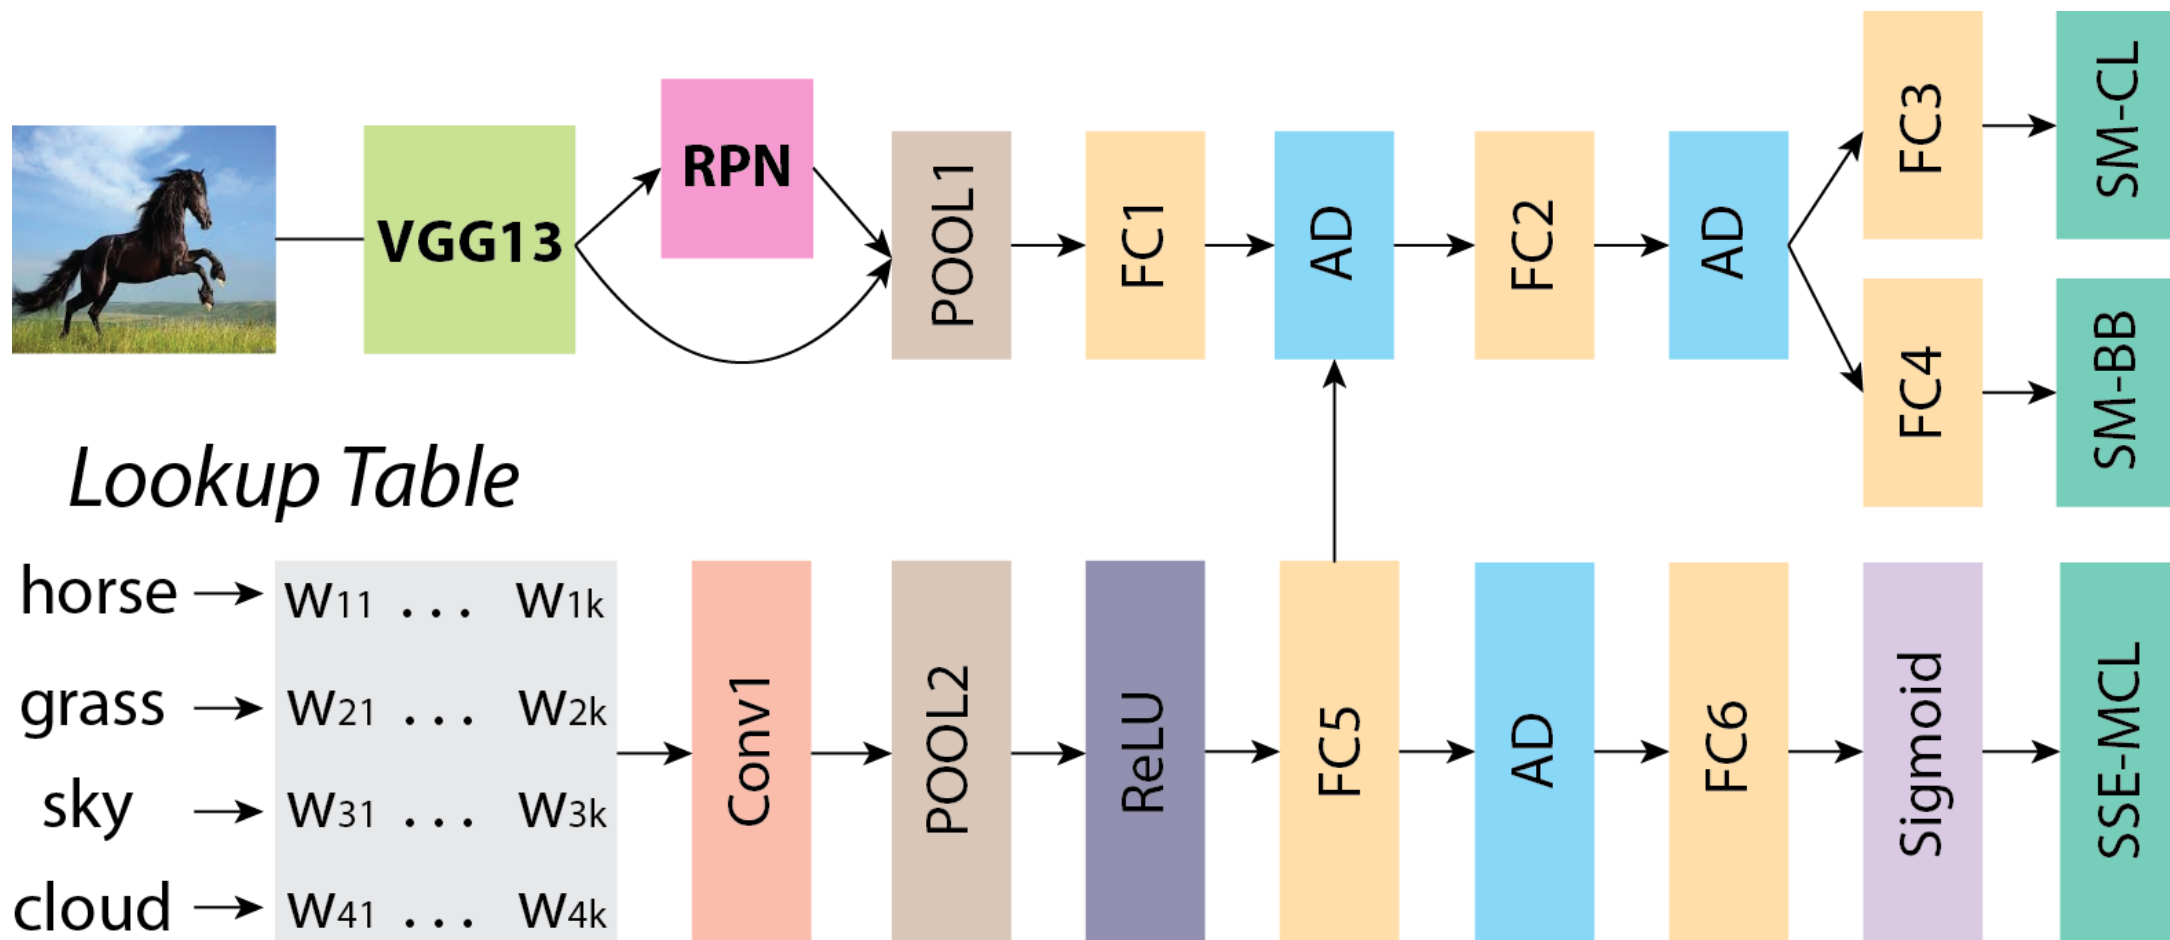 VGG13
RPN
POOL1
FC1
AD
FC2
AD
FC3
SM-CL
FC4
SM-BB
Lookup Table
horse
W11 ... W1k
grass
W21 ... W2k
sky
W31 ... W3k
cloud
W41 ... W4k
Conv1
POOL2
ReLU
FC5
AD
FC6
Sigmoid
SSE-MCL